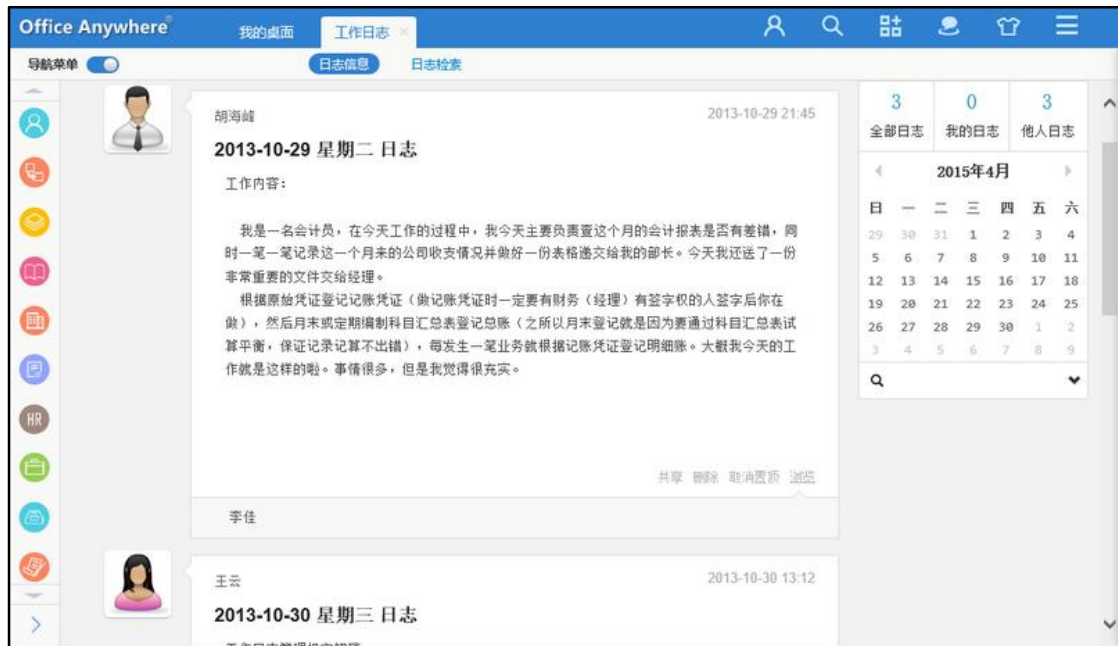 Office Anywhere
我的桌面
工作日志 ×
导航菜单
日志信息
日志检索
胡海峰
2013-10-29 21:45
2013-10-29 星期二 日志
工作内容：
我是一名会计员，在今天工作的过程中，我今天主要负责查这个月的会计报表是否有差错，同
时一笔一笔记录这一个月来的公司收支情况并做好一份表格递交给我的部长。今天我还送了一份
非常重要的文件交给经理。
根据原始凭证登记记账凭证（做记账凭证时一定要有财务（经理）有签字权的人签字后你在
做），然后月末或定期编制科目汇总表登记总账（之所以月末登记就是因为要通过科目汇总表试
算平衡，保证记录记算不出错），每发生一笔业务就根据记账凭证登记明细账。大概我今天的工
作就是这样的啦。事情很多，但是我觉得很充实。
共享 删除 取消置顶 浏览
李佳
王云
2013-10-30 13:12
2013-10-30 星期三 日志
HR
3 0 3
全部日志 我的日志 他人日志
2015年4月
日 一 二 三 四 五 六
29 30 31 1 2 3 4
5 6 7 8 9 10 11
12 13 14 15 16 17 18
19 20 21 22 23 24 25
26 27 28 29 30 1 2
3 4 5 6 7 8 9